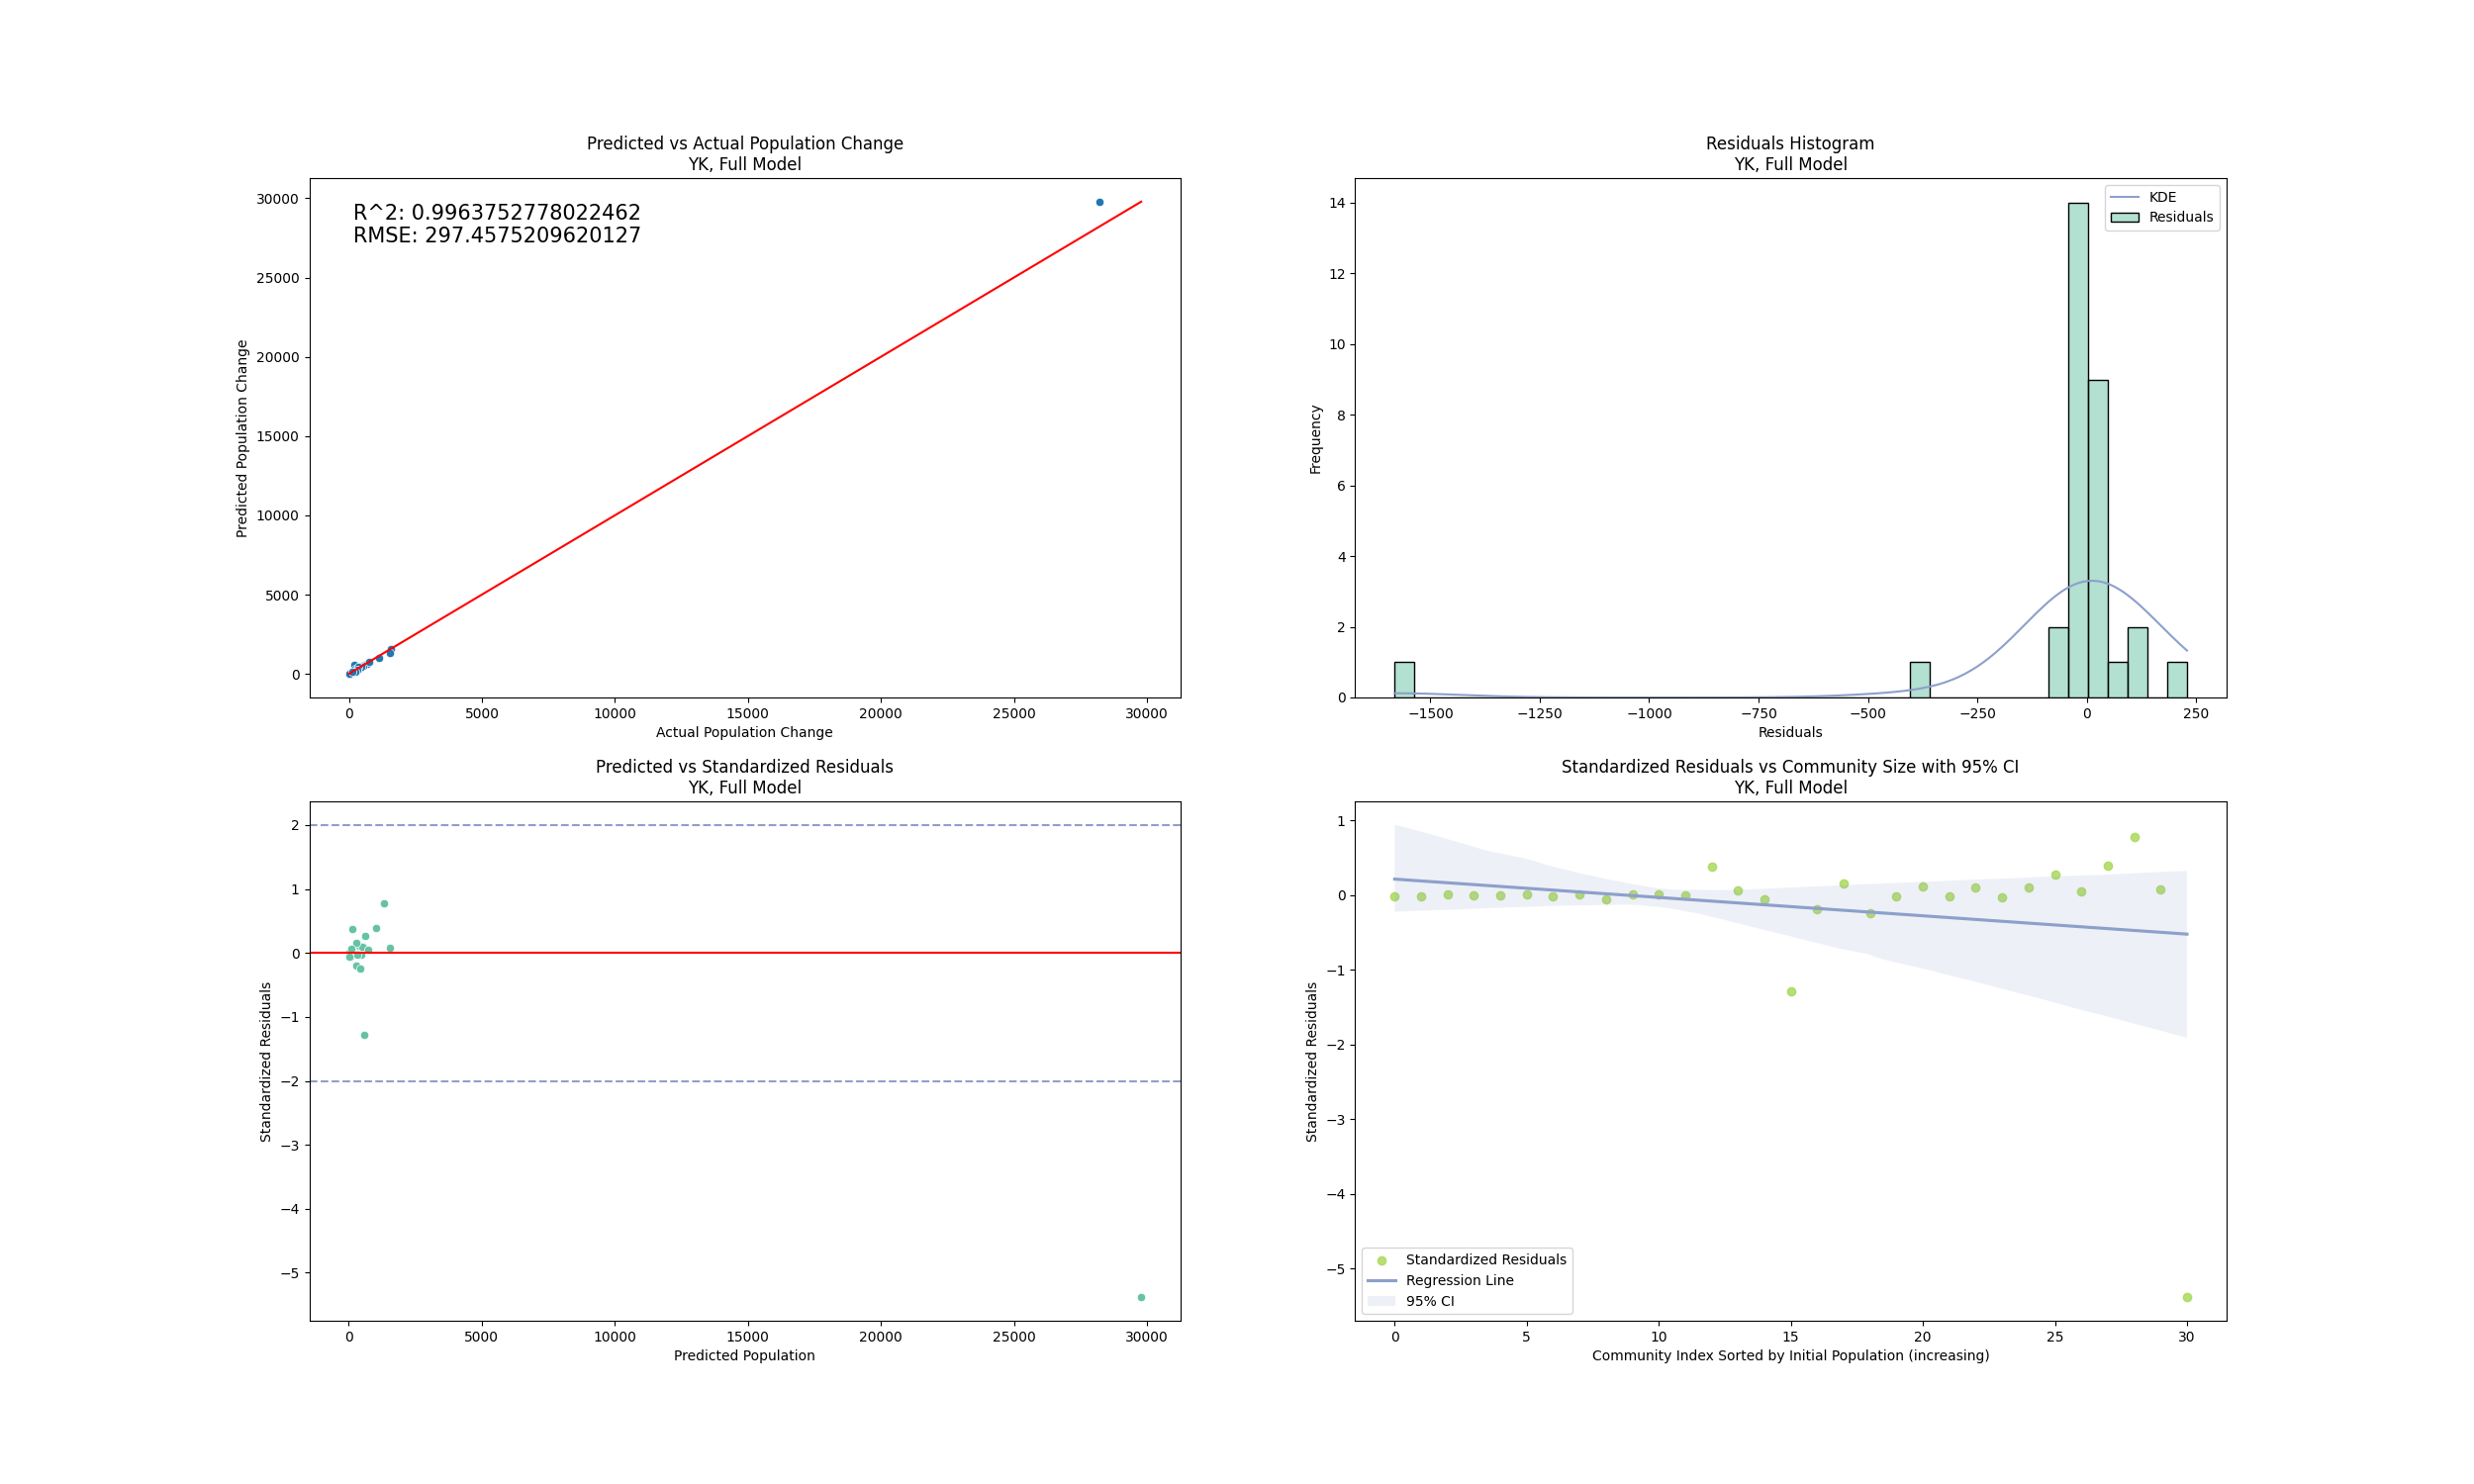 Predicted vs Actual Population Change
YK, Full Model
R^2: 0.9963752778022462
RMSE: 297.4575209620127
30000
25000
20000
15000
10000
5000
0
Predicted Population Change
0 5000 10000 15000 20000 25000 30000
Actual Population Change
Residuals Histogram
YK, Full Model
KDE
Residuals
14
12
10
8
6
4
2
0
Frequency
−1500 −1250 −1000 −750 −500 −250 0 250
Residuals
Predicted vs Standardized Residuals
YK, Full Model
2
1
0
−1
−2
−3
−4
−5
Standardized Residuals
0 5000 10000 15000 20000 25000 30000
Predicted Population
Standardized Residuals vs Community Size with 95% CI
YK, Full Model
1
0
−1
−2
−3
−4
−5
Standardized Residuals
Standardized Residuals
Regression Line
95% CI
0 5 10 15 20 25 30
Community Index Sorted by Initial Population (increasing)